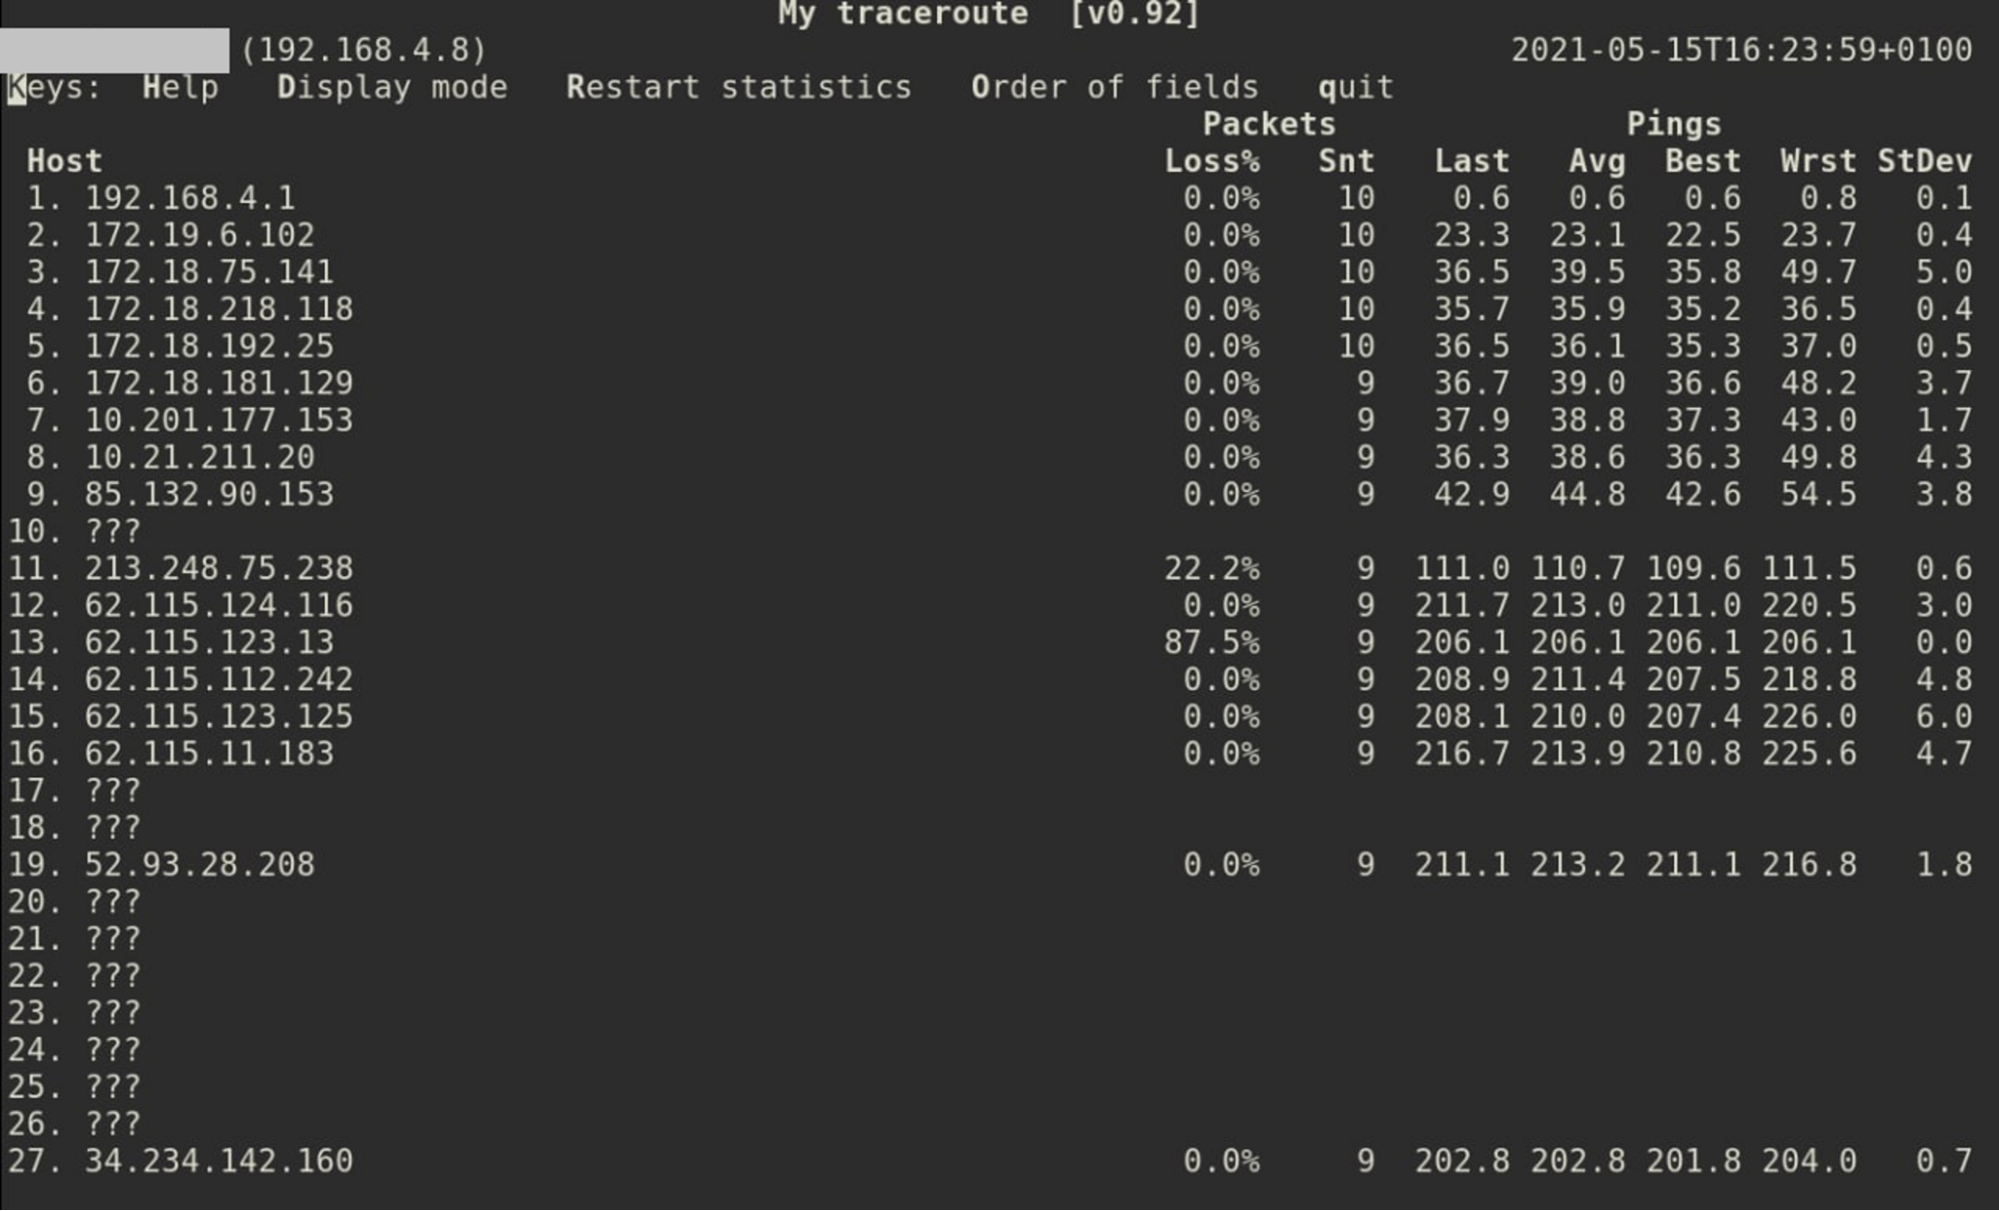 My traceroute [v0.92]
(192.168.4.8) 2021-05-15T16:23:59+0100
Keys: Help Display mode Restart statistics Order of fields quit
Packets Pings
Host Loss% Snt Last Avg Best Wrst StDev
1. 192.168.4.1 0.0% 10 0.6 0.6 0.6 0.8 0.1
2. 172.19.6.102 0.0% 10 23.3 23.1 22.5 23.7 0.4
3. 172.18.75.141 0.0% 10 36.5 39.5 35.8 49.7 5.0
4. 172.18.218.118 0.0% 10 35.7 35.9 35.2 36.5 0.4
5. 172.18.192.25 0.0% 10 36.5 36.1 35.3 37.0 0.5
6. 172.18.181.129 0.0% 9 36.7 39.0 36.6 48.2 3.7
7. 10.201.177.153 0.0% 9 37.9 38.8 37.3 43.0 1.7
8. 10.21.211.20 0.0% 9 36.3 38.6 36.3 49.8 4.3
9. 85.132.90.153 0.0% 9 42.9 44.8 42.6 54.5 3.8
10. ???
11. 213.248.75.238 22.2% 9 111.0 110.7 109.6 111.5 0.6
12. 62.115.124.116 0.0% 9 211.7 213.0 211.0 220.5 3.0
13. 62.115.123.13 87.5% 9 206.1 206.1 206.1 206.1 0.0
14. 62.115.112.242 0.0% 9 208.9 211.4 207.5 218.8 4.8
15. 62.115.123.125 0.0% 9 208.1 210.0 207.4 226.0 6.0
16. 62.115.11.183 0.0% 9 216.7 213.9 210.8 225.6 4.7
17. ???
18. ???
19. 52.93.28.208 0.0% 9 211.1 213.2 211.1 216.8 1.8
20. ???
21. ???
22. ???
23. ???
24. ???
25. ???
26. ???
27. 34.234.142.160 0.0% 9 202.8 202.8 201.8 204.0 0.7